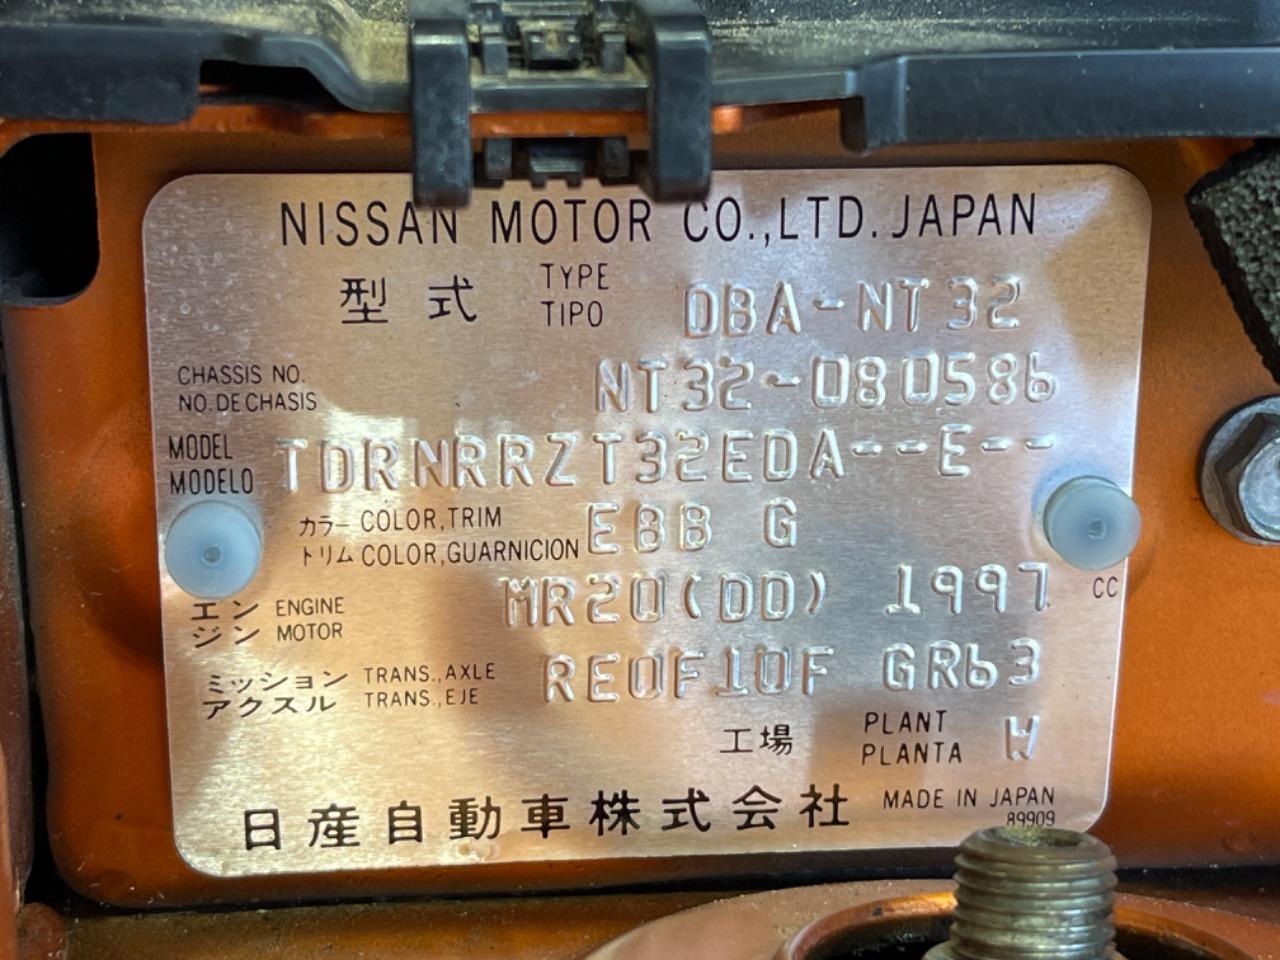 NISSAN MOTOR CO.,LTD. JAPAN
型式 TYPE TIPO DBA-NT32
CHASSIS NO. NO. DE CHASIS NT32-080586
MODEL MODELO TDRNRRZT32EDA--E--
カラー COLOR,TRIM EBB G
トリム COLOR,GUARNICION
エンジン ENGINE MOTOR MR20(DD) 1997 CC
ミッション TRANS.,AXLE RE0F10F GR63
アクスル TRANS.,EJE
工場 PLANT PLANTA W
日産自動車株式会社 MADE IN JAPAN
89909